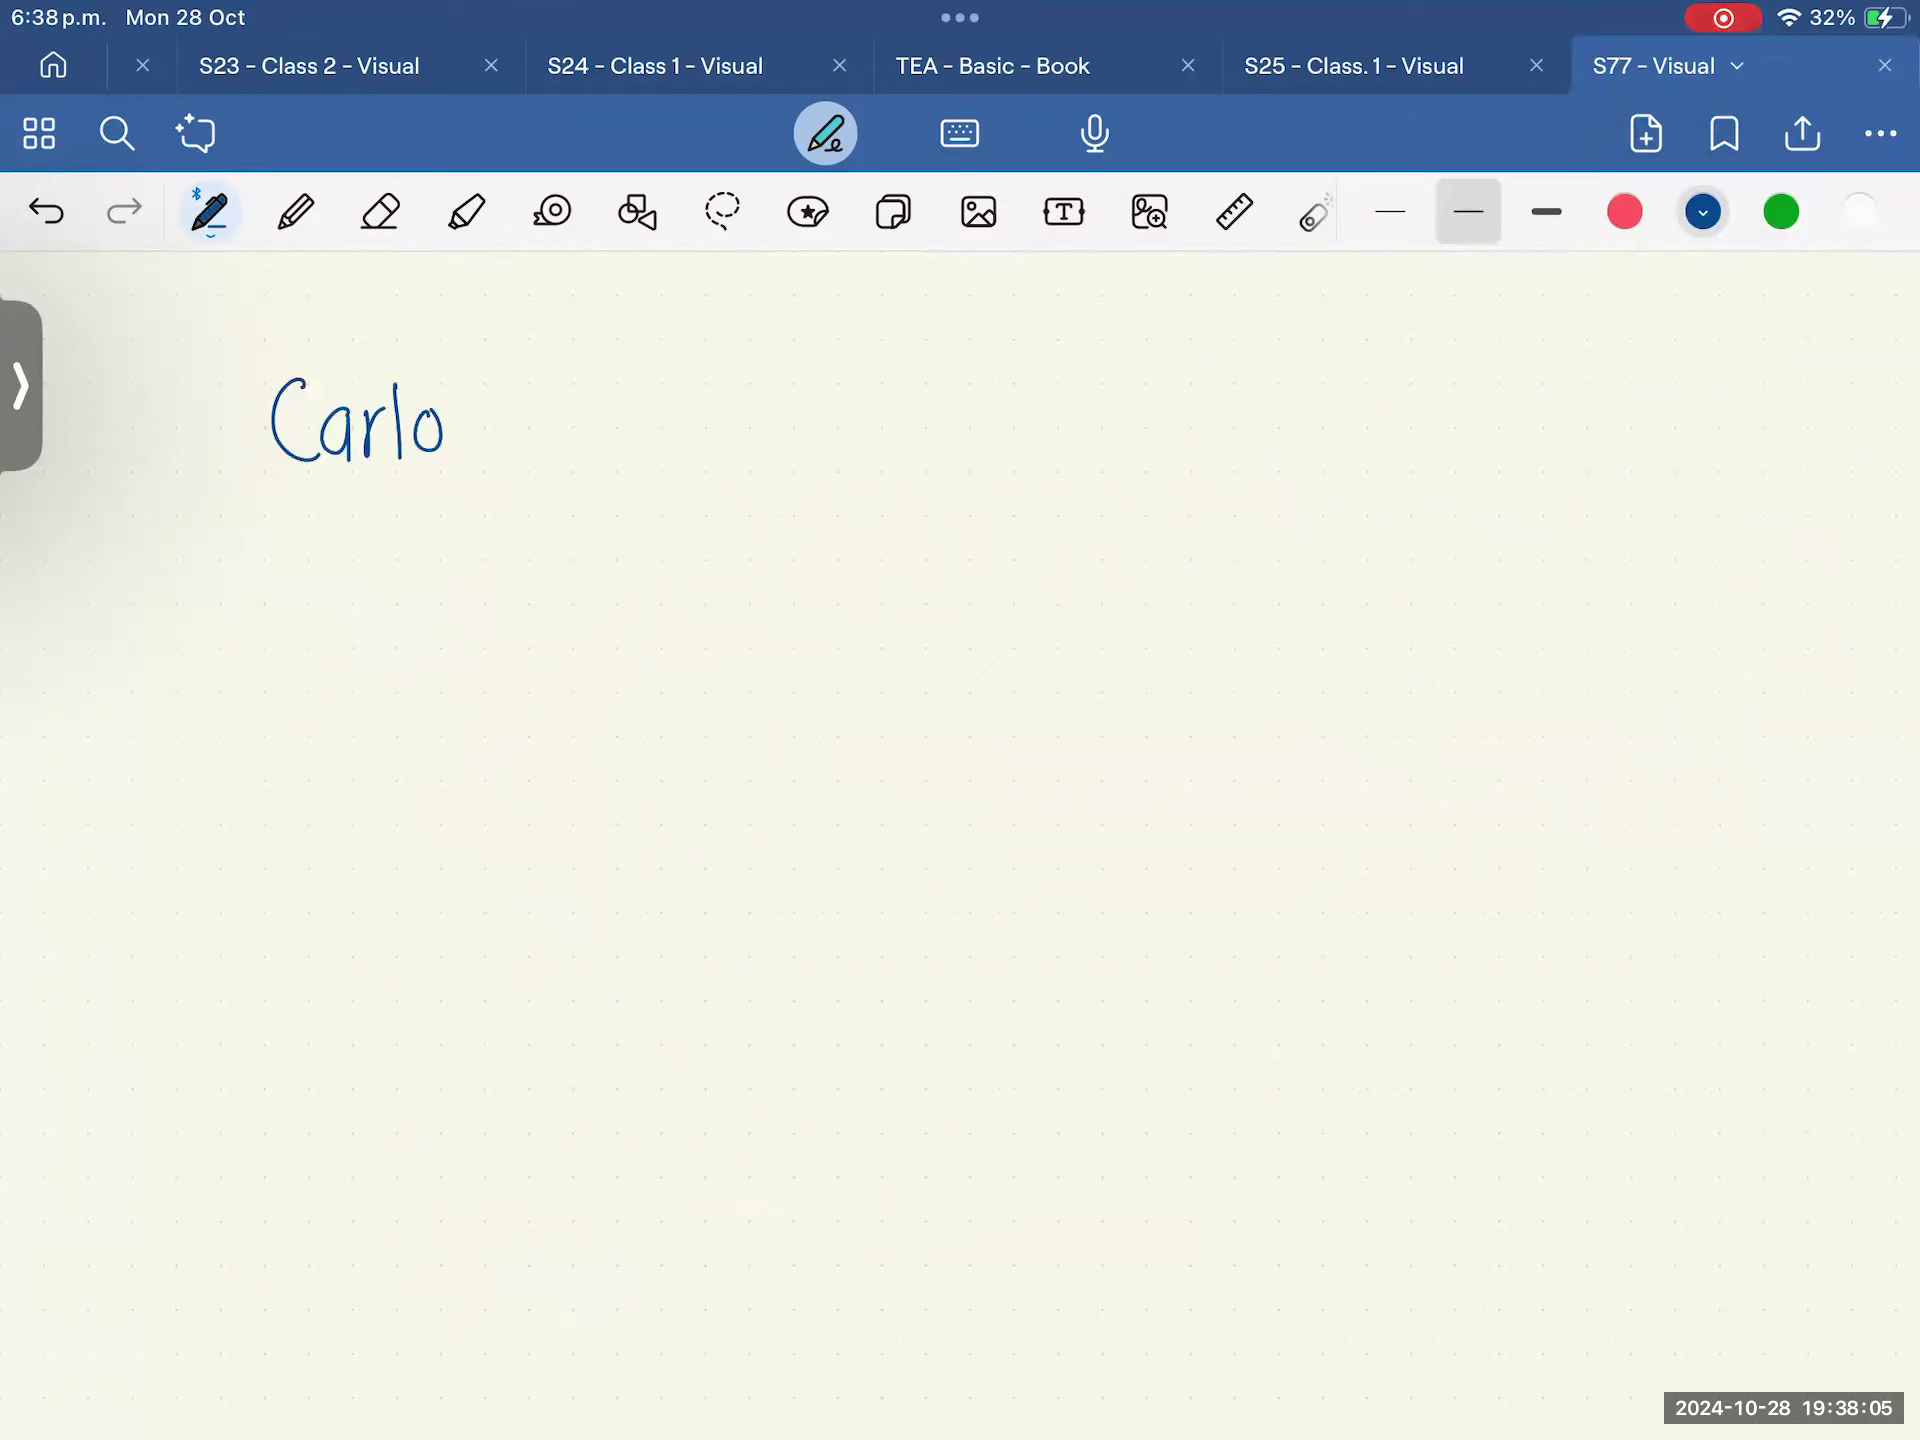 6:38 p.m. Mon 28 Oct
32%
S23 - Class 2 - Visual
S24 - Class 1 - Visual
TEA - Basic - Book
S25 - Class. 1 - Visual
S77 - Visual
Carlo
2024-10-28 19:38:05